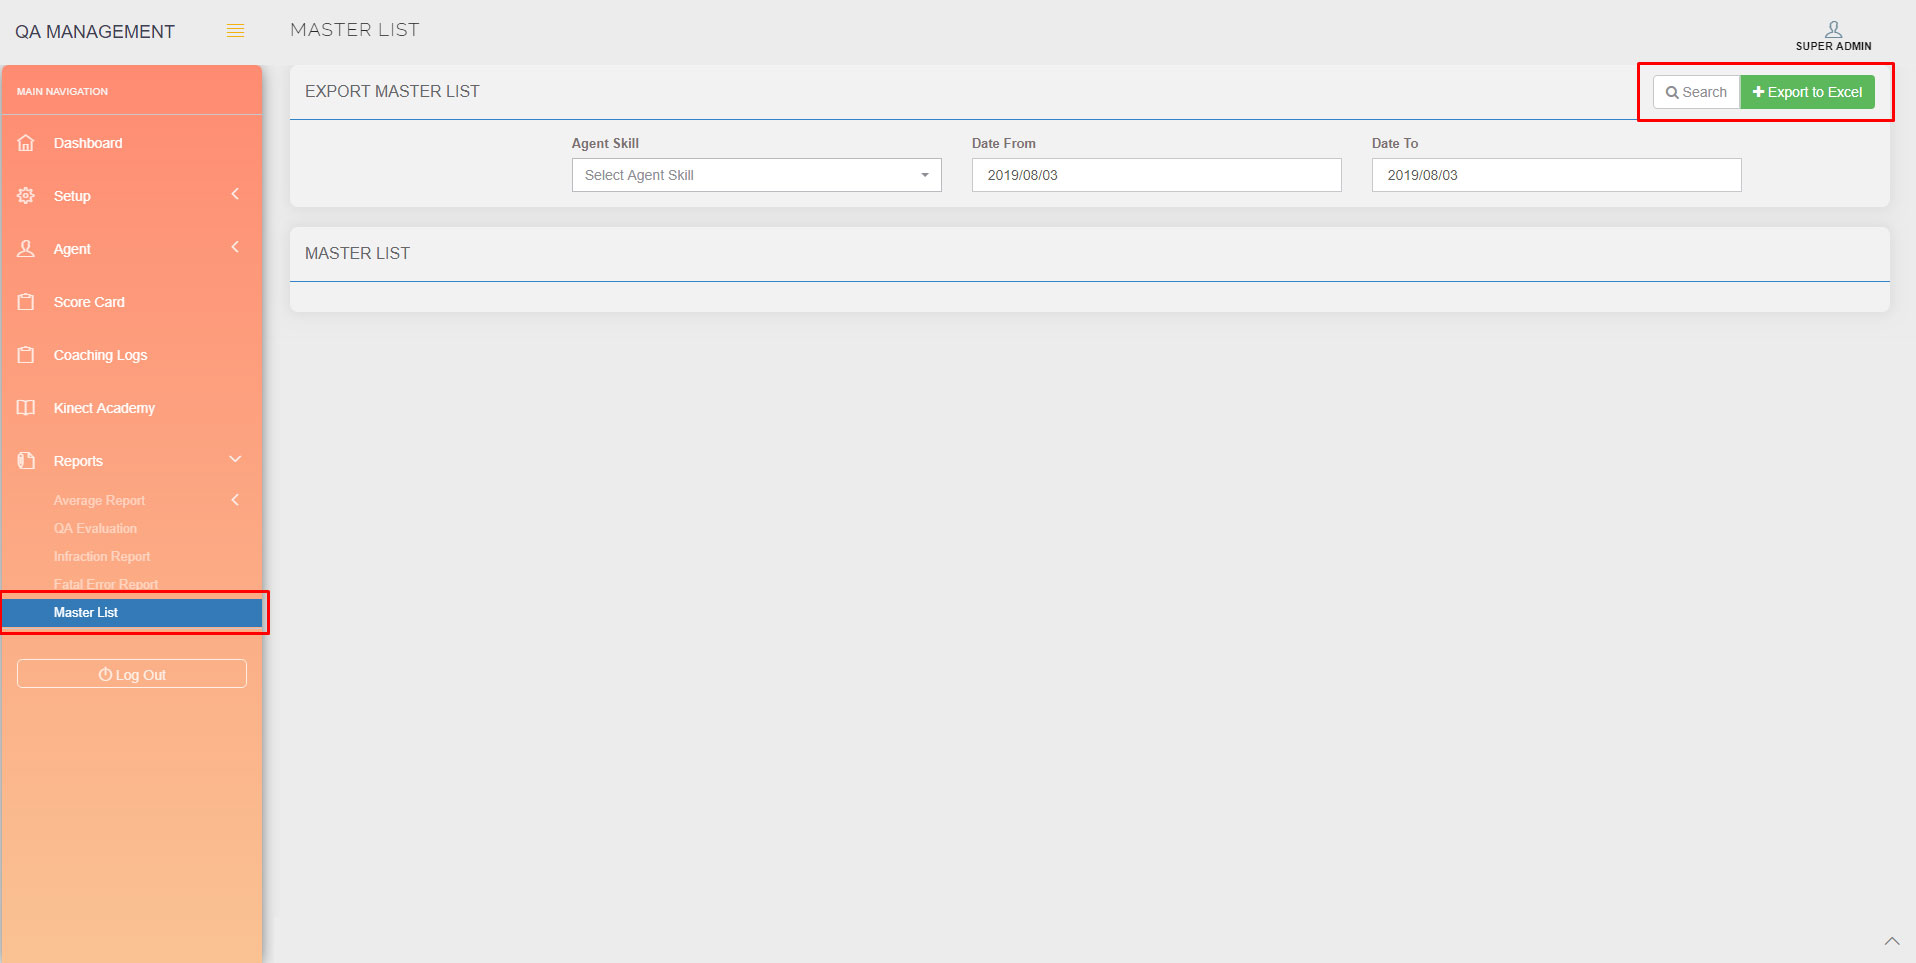 QA MANAGEMENT
MASTER LIST
SUPER ADMIN
MAIN NAVIGATION
Dashboard
Setup
Agent
Score Card
Coaching Logs
Kinect Academy
Reports
Average Report
QA Evaluation
Infraction Report
Fatal Error Report
Master List
Log Out
EXPORT MASTER LIST
Search
Export to Excel
Agent Skill
Date From
Date To
Select Agent Skill
2019/08/03
2019/08/03
MASTER LIST